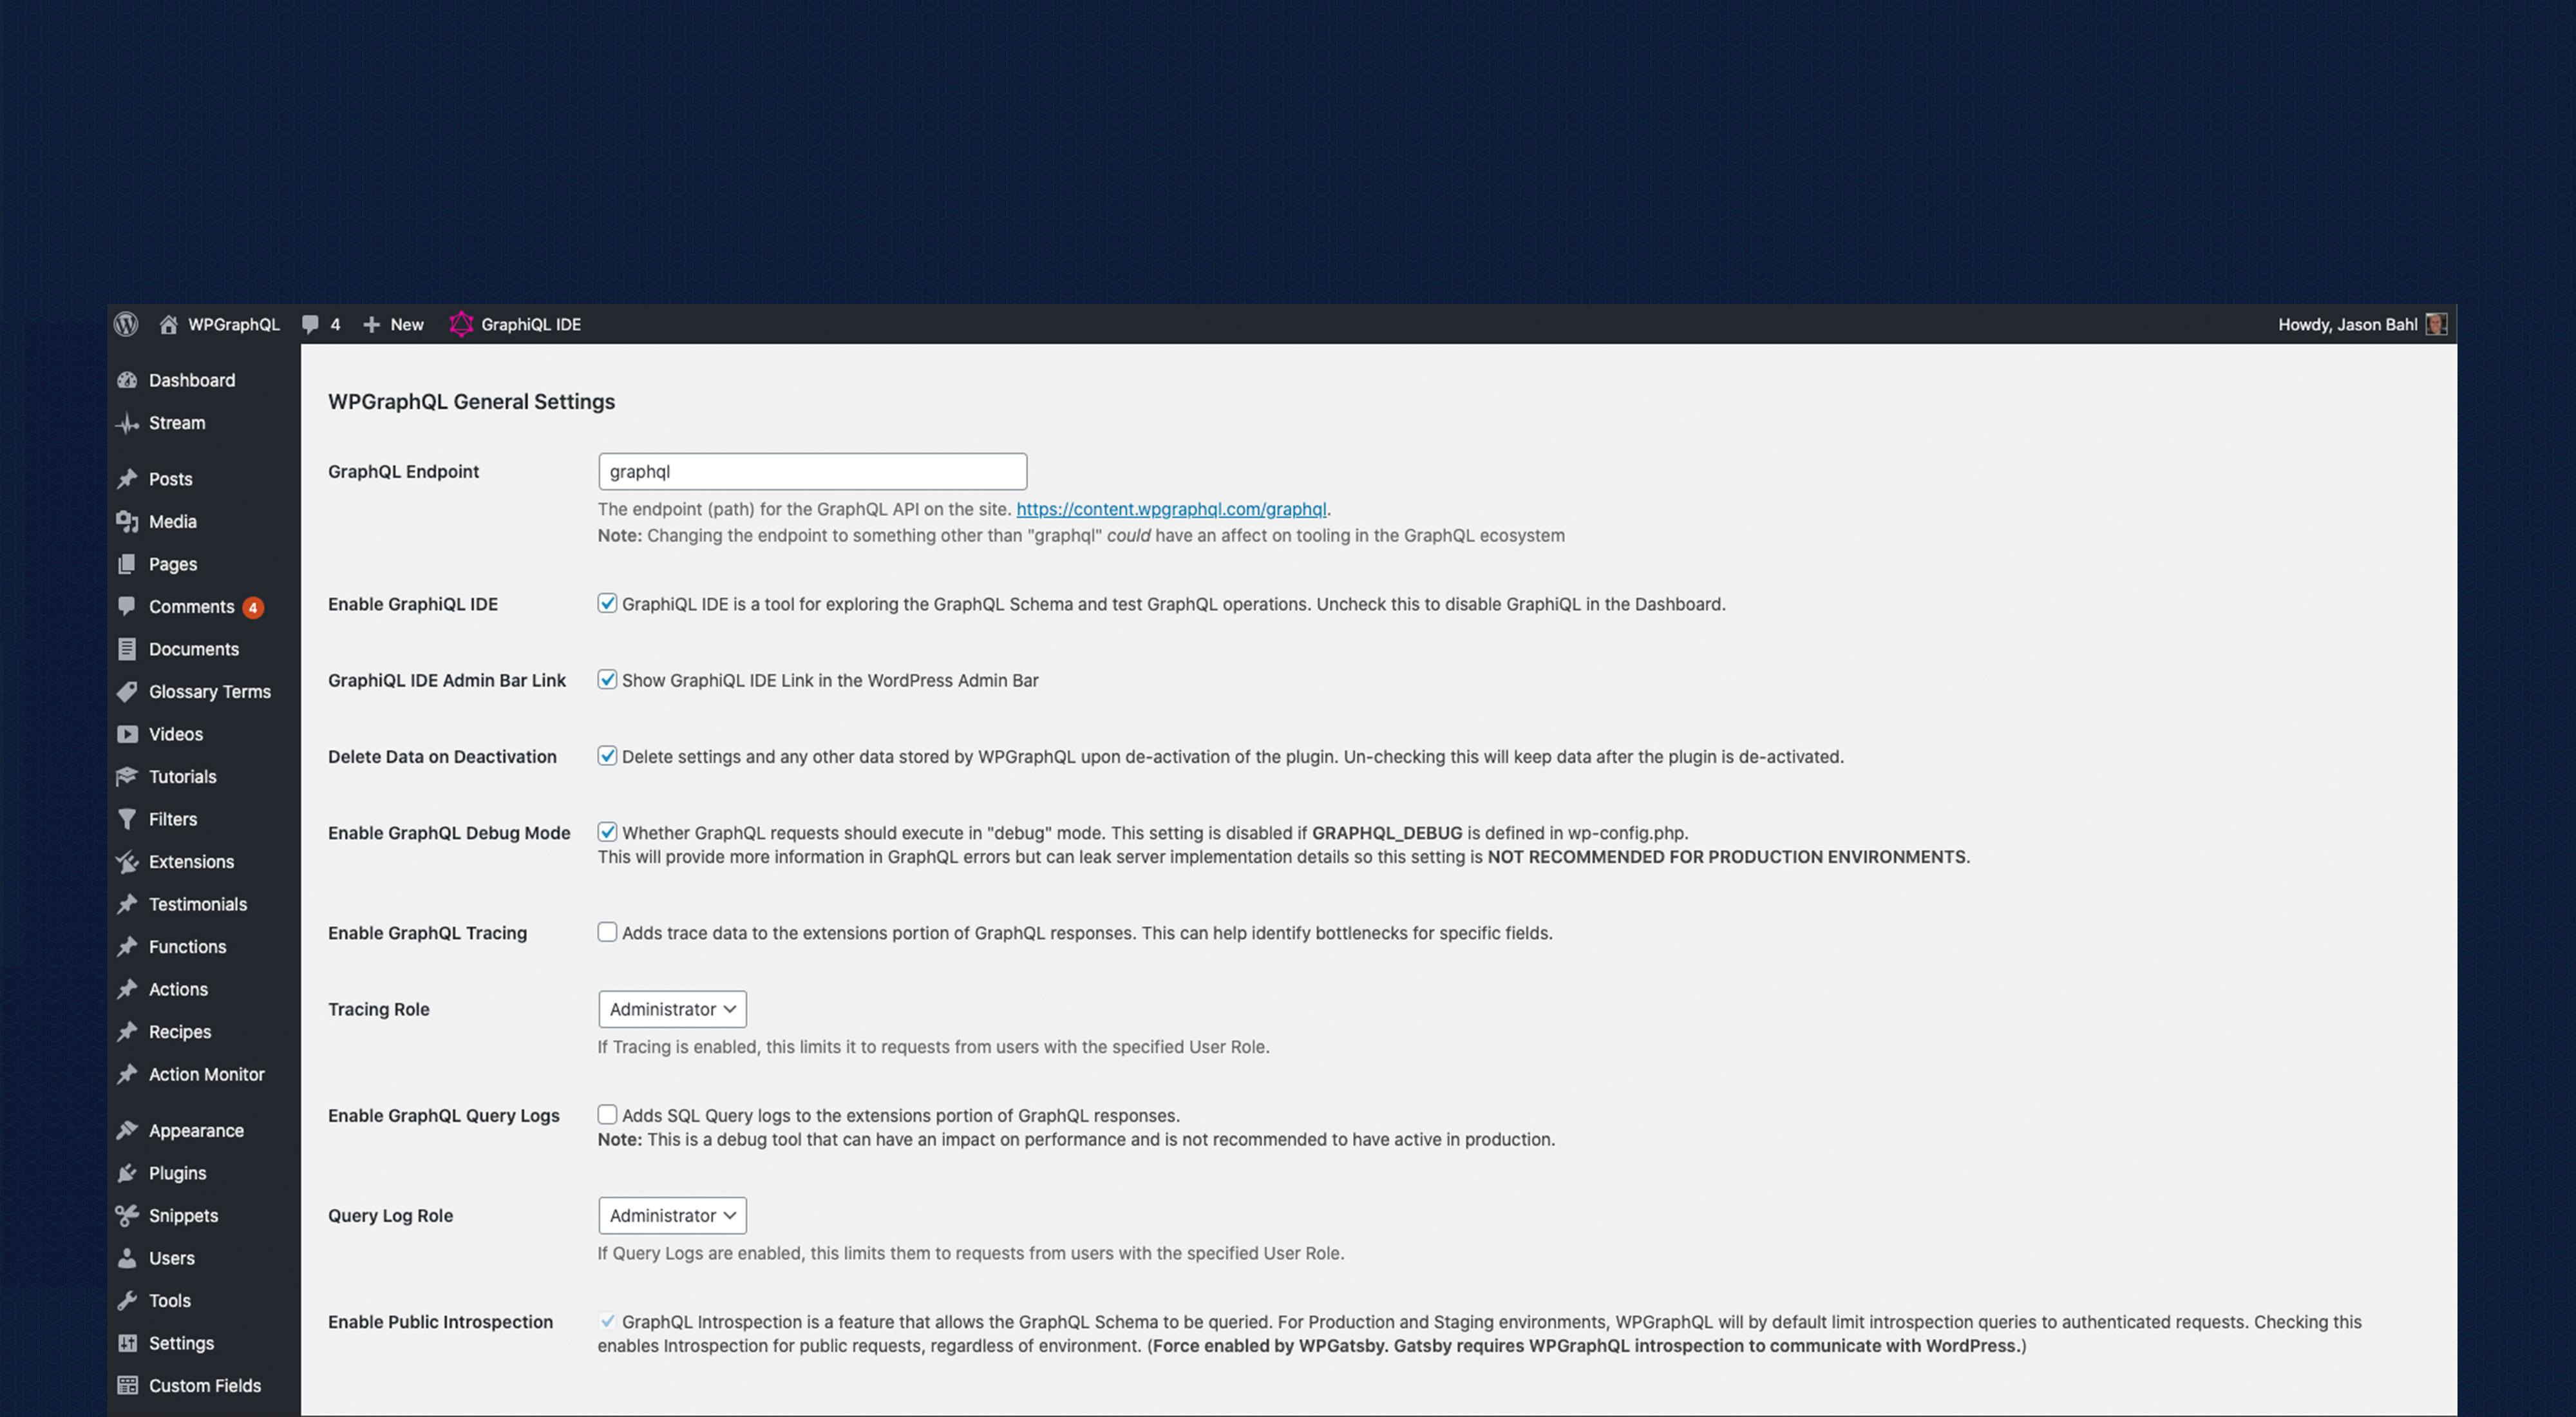 WPGraphQL 4 New GraphiQL IDE Howdy, Jason Bahl
Dashboard
Stream
Posts
Media
Pages
Comments 4
Documents
Glossary Terms
Videos
Tutorials
Filters
Extensions
Testimonials
Functions
Actions
Recipes
Action Monitor
Appearance
Plugins
Snippets
Users
Tools
Settings
Custom Fields
WPGraphQL General Settings
GraphQL Endpoint
graphql
The endpoint (path) for the GraphQL API on the site. https://content.wpgraphql.com/graphql.
Note: Changing the endpoint to something other than "graphql" could have an affect on tooling in the GraphQL ecosystem
Enable GraphiQL IDE
GraphiQL IDE is a tool for exploring the GraphQL Schema and test GraphQL operations. Uncheck this to disable GraphiQL in the Dashboard.
GraphiQL IDE Admin Bar Link
Show GraphiQL IDE Link in the WordPress Admin Bar
Delete Data on Deactivation
Delete settings and any other data stored by WPGraphQL upon de-activation of the plugin. Un-checking this will keep data after the plugin is de-activated.
Enable GraphQL Debug Mode
Whether GraphQL requests should execute in "debug" mode. This setting is disabled if GRAPHQL_DEBUG is defined in wp-config.php.
This will provide more information in GraphQL errors but can leak server implementation details so this setting is NOT RECOMMENDED FOR PRODUCTION ENVIRONMENTS.
Enable GraphQL Tracing
Adds trace data to the extensions portion of GraphQL responses. This can help identify bottlenecks for specific fields.
Tracing Role
Administrator
If Tracing is enabled, this limits it to requests from users with the specified User Role.
Enable GraphQL Query Logs
Adds SQL Query logs to the extensions portion of GraphQL responses.
Note: This is a debug tool that can have an impact on performance and is not recommended to have active in production.
Query Log Role
Administrator
If Query Logs are enabled, this limits them to requests from users with the specified User Role.
Enable Public Introspection
GraphQL Introspection is a feature that allows the GraphQL Schema to be queried. For Production and Staging environments, WPGraphQL will by default limit introspection queries to authenticated requests. Checking this
enables Introspection for public requests, regardless of environment. (Force enabled by WPGatsby. Gatsby requires WPGraphQL introspection to communicate with WordPress.)